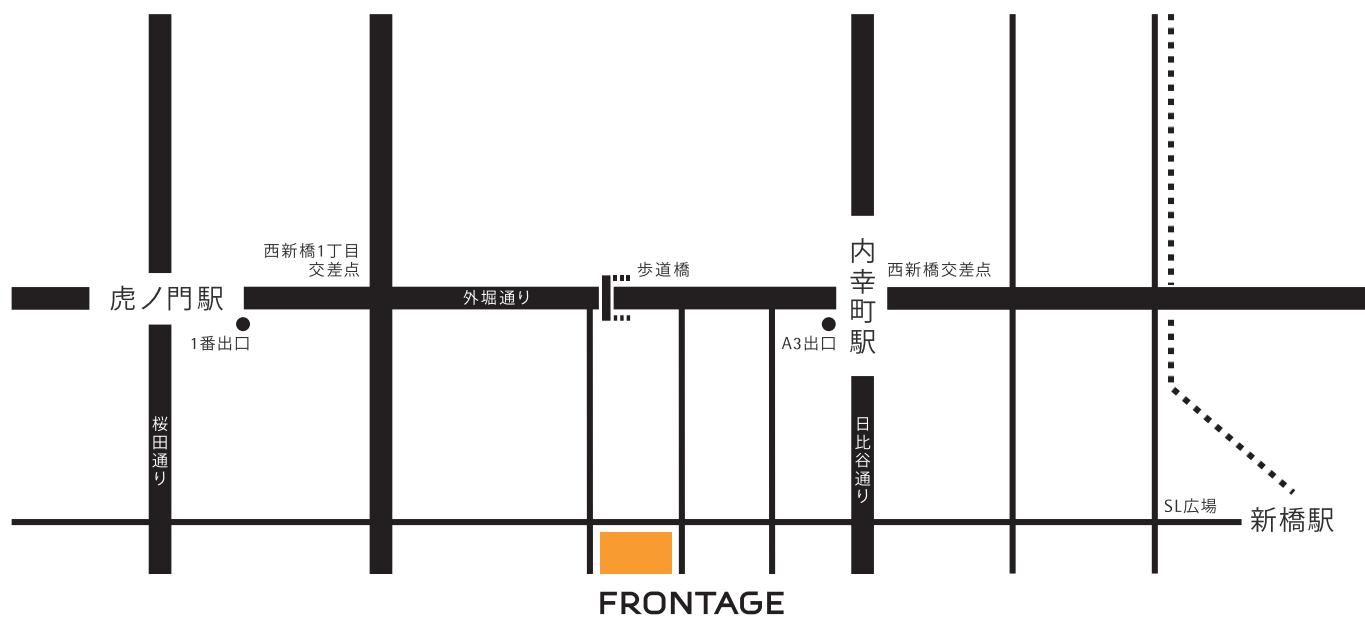 西新橋1丁目
交差点
歩道橋
内幸町駅
西新橋交差点
虎ノ門駅
外堀通り
1番出口
A3出口
桜田通り
日比谷通り
SL広場
新橋駅
FRONTAGE